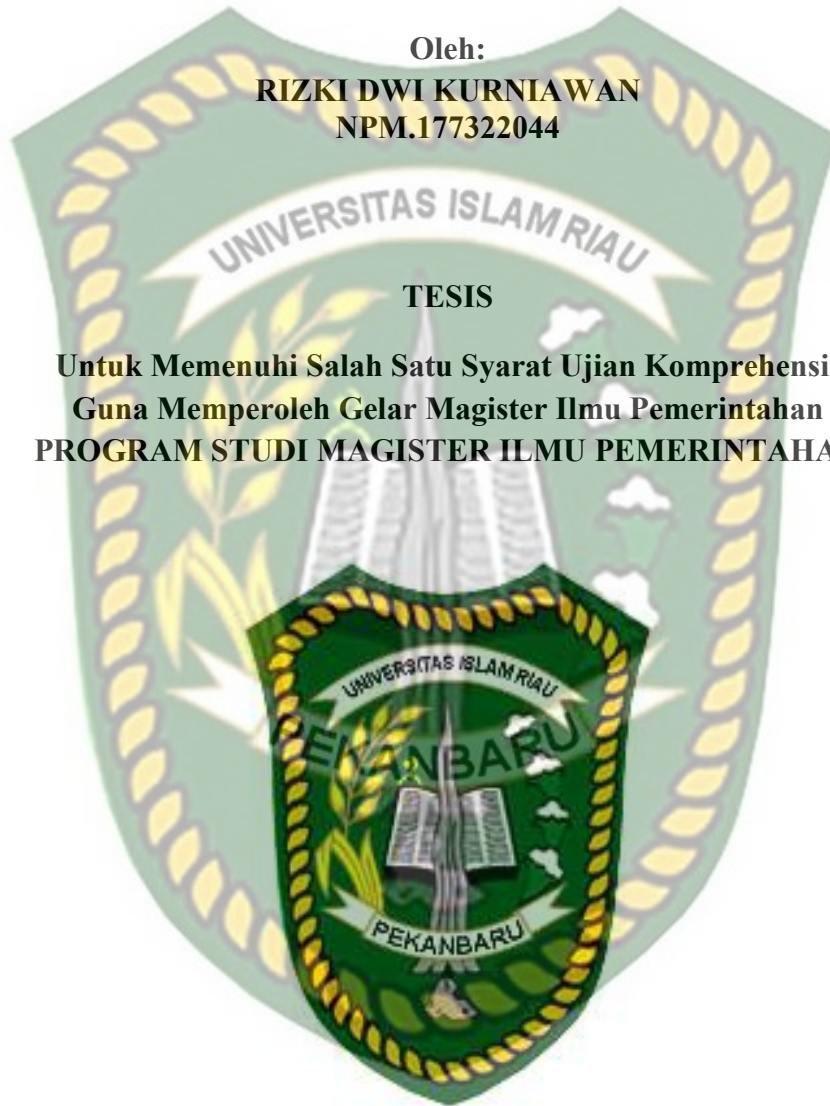 Oleh:
RIZKI DWI KURNIAWAN
NPM.177322044
UNIVERSITAS ISLAM RIAU
TESIS
Untuk Memenuhi Salah Satu Syarat Ujian Komprehensi
Guna Memperoleh Gelar Magister Ilmu Pemerintahan
PROGRAM STUDI MAGISTER ILMU PEMERINTAHA
UNIVERSITAS ISLAM RIAU
PEKANBARU
PEKANBARU